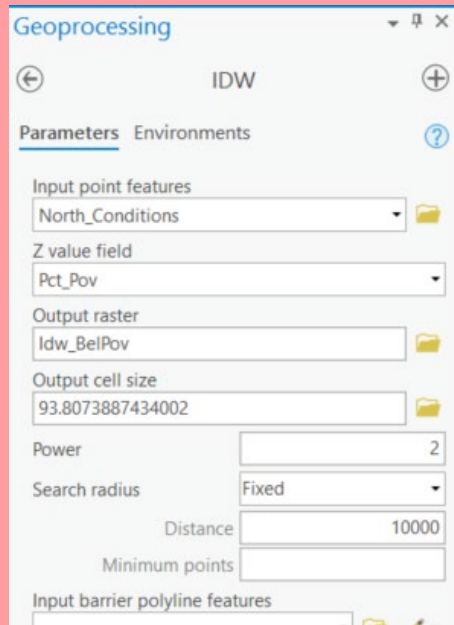 Geoprocessing
IDW
Parameters Environments
Input point features
North_Conditions
Z value field
Pct_Pov
Output raster
Idw_BelPov
Output cell size
93.8073887434002
Power 2
Search radius Fixed
Distance 10000
Minimum points
Input barrier polyline features